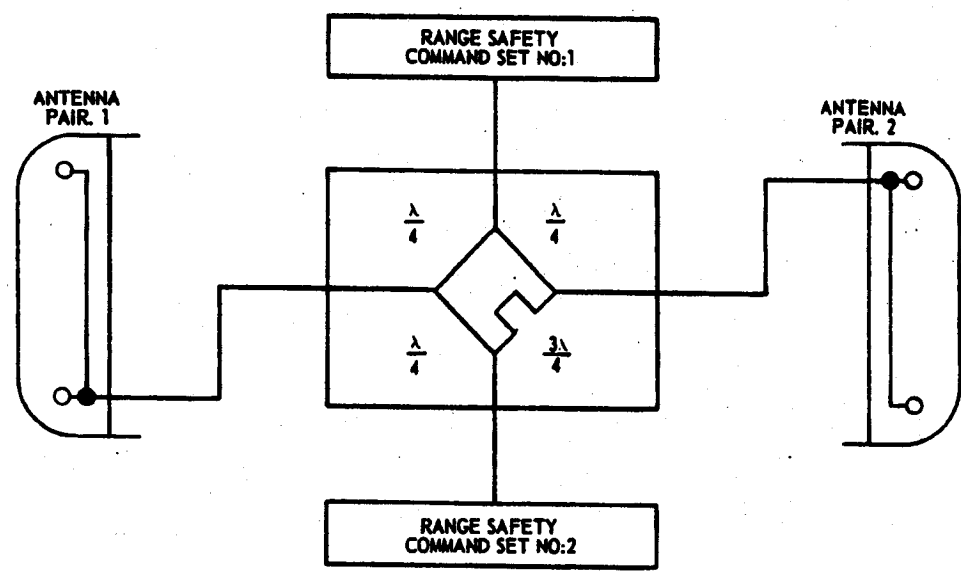 RANGE SAFETY
COMMAND SET NO:1
ANTENNA
PAIR. 1
ANTENNA
PAIR. 2
λ/4
λ/4
λ/4
3λ/4
RANGE SAFETY
COMMAND SET NO:2